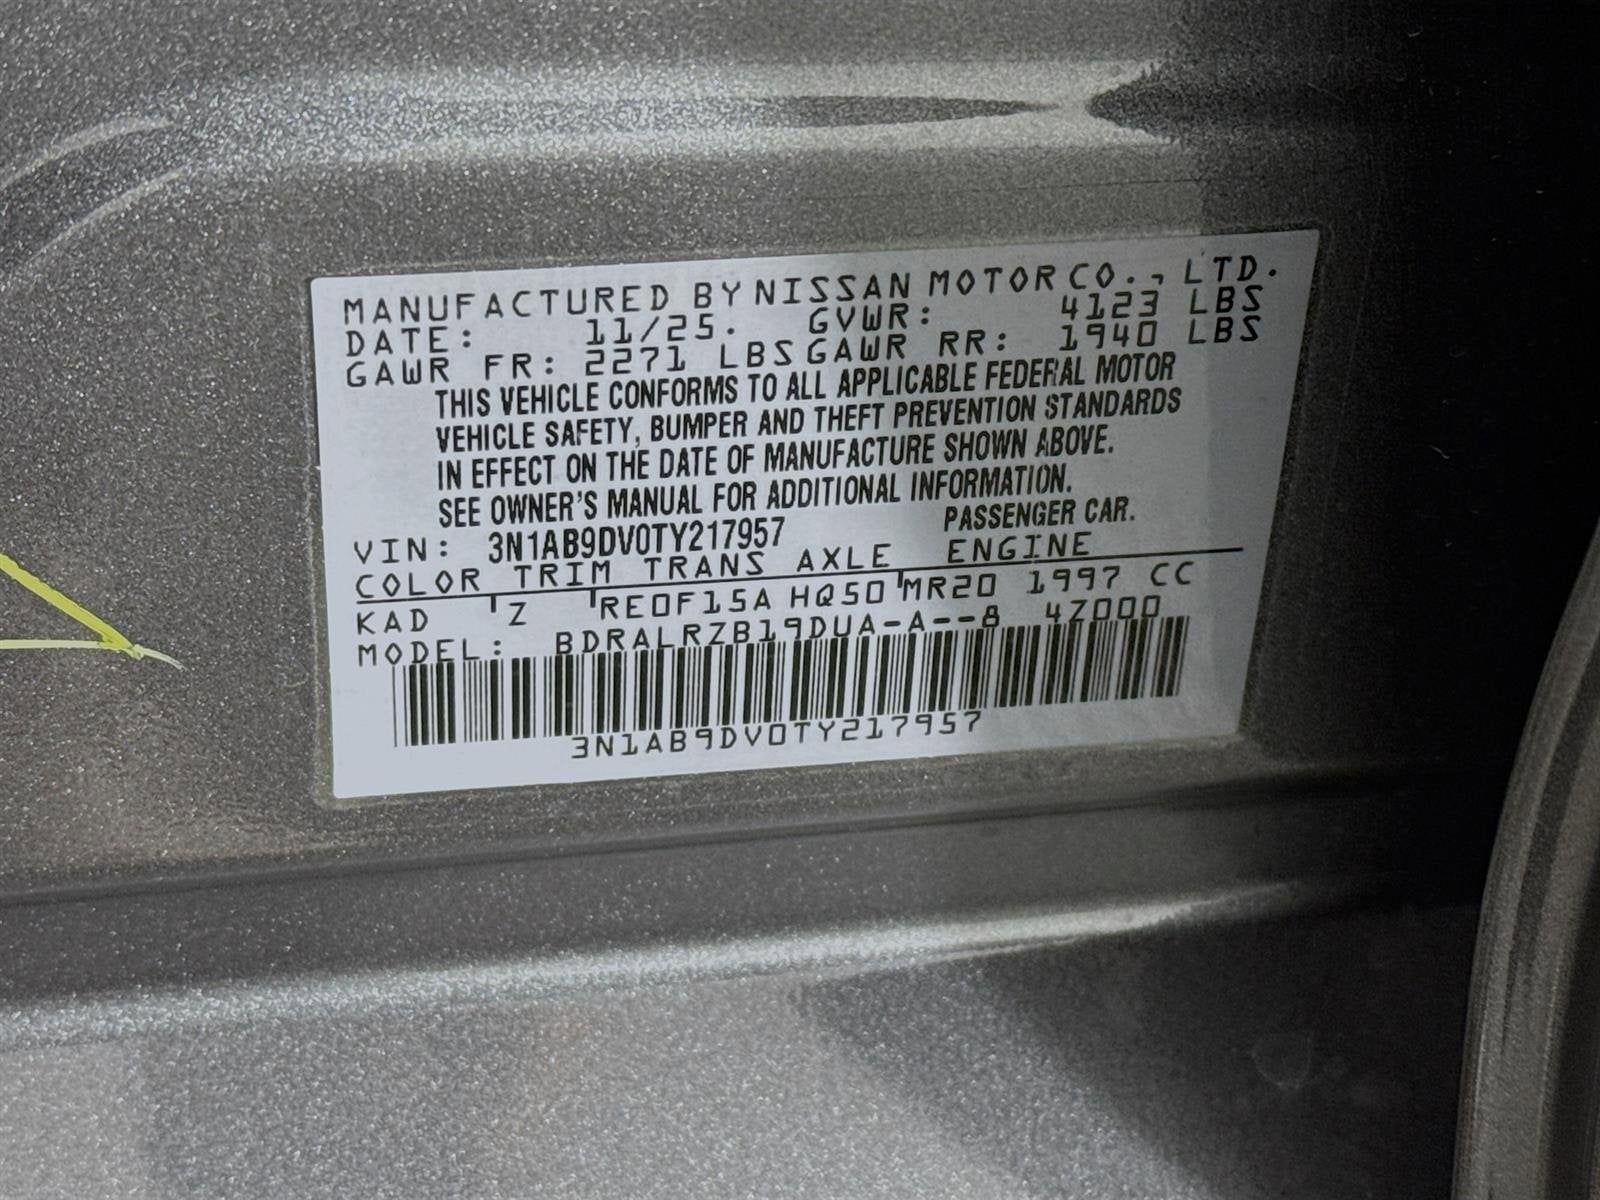 MANUFACTURED BY NISSAN MOTOR CO., LTD.
DATE: 11/25. GVWR: 4123 LBS
GAWR FR: 2271 LBS GAWR RR: 1940 LBS
THIS VEHICLE CONFORMS TO ALL APPLICABLE FEDERAL MOTOR
VEHICLE SAFETY, BUMPER AND THEFT PREVENTION STANDARDS
IN EFFECT ON THE DATE OF MANUFACTURE SHOWN ABOVE.
SEE OWNER'S MANUAL FOR ADDITIONAL INFORMATION.
VIN: 3N1AB9DV0TY217957 PASSENGER CAR.
COLOR TRIM TRANS AXLE ENGINE
KAD Z RE0F15A HQ50 MR20 1997 CC
MODEL: BDRALRZB19DUA-A--8 4Z000
3N1AB9DV0TY217957